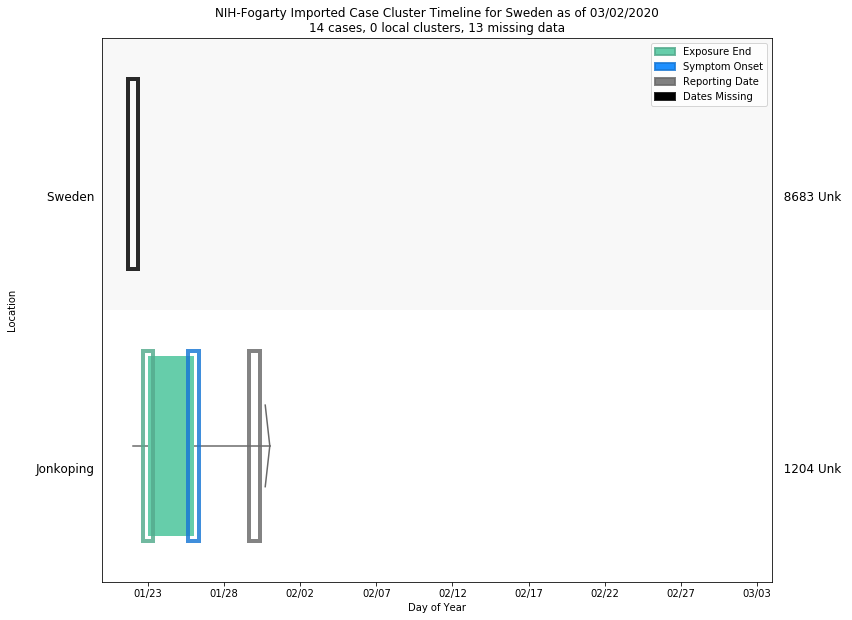 NIH-Fogarty Imported Case Cluster Timeline for Sweden as of 03/02/2020
14 cases, 0 local clusters, 13 missing data
Exposure End
Symptom Onset
Reporting Date
Dates Missing
Sweden
8683 Unk
Location
Jonkoping
1204 Unk
01/23 01/28 02/02 02/07 02/12 02/17 02/22 02/27 03/03
Day of Year